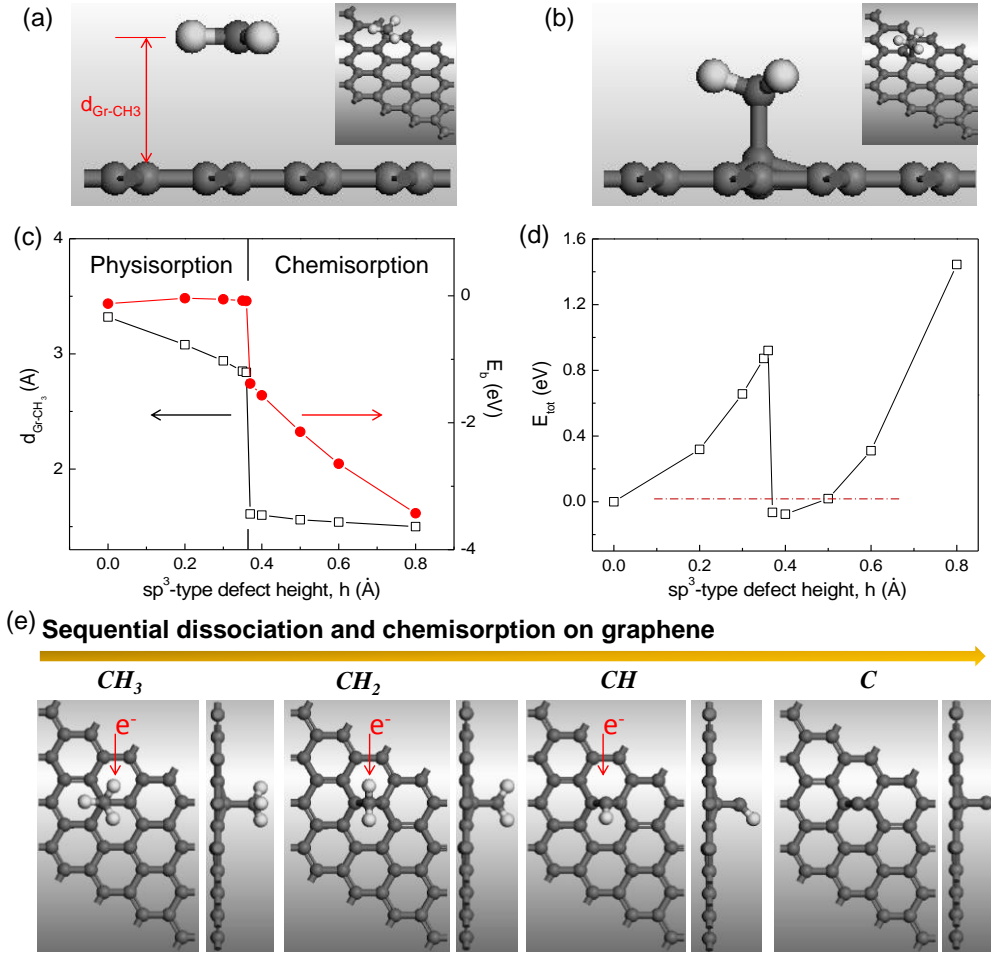 (a)
d_Gr-CH3
(b)
(c)
Physisorption Chemisorption
4
3
2
d_GrCH3 (A)
0
-2
-4
E_b (eV)
0.0 0.2 0.4 0.6 0.8
sp³-type defect height, h (Å)
(d)
1.6
1.2
0.8
0.4
0.0
E_tot (eV)
0.0 0.2 0.4 0.6 0.8
sp³-type defect height, h (Å)
(e) Sequential dissociation and chemisorption on graphene
CH₃ CH₂ CH C
e⁻ e⁻ e⁻